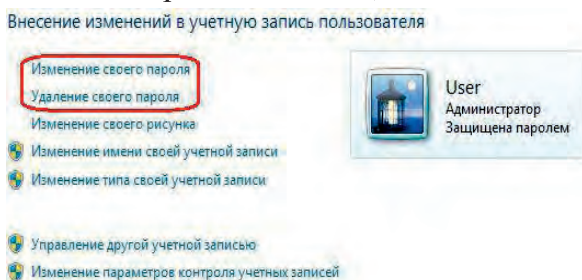 Внесение изменений в учетную запись пользователя
Изменение своего пароля
Удаление своего пароля
Изменение своего рисунка
Изменение имени своей учетной записи
Изменение типа своей учетной записи
User
Администратор
Защищена паролем
Управление другой учетной записью
Изменение параметров контроля учетных записей